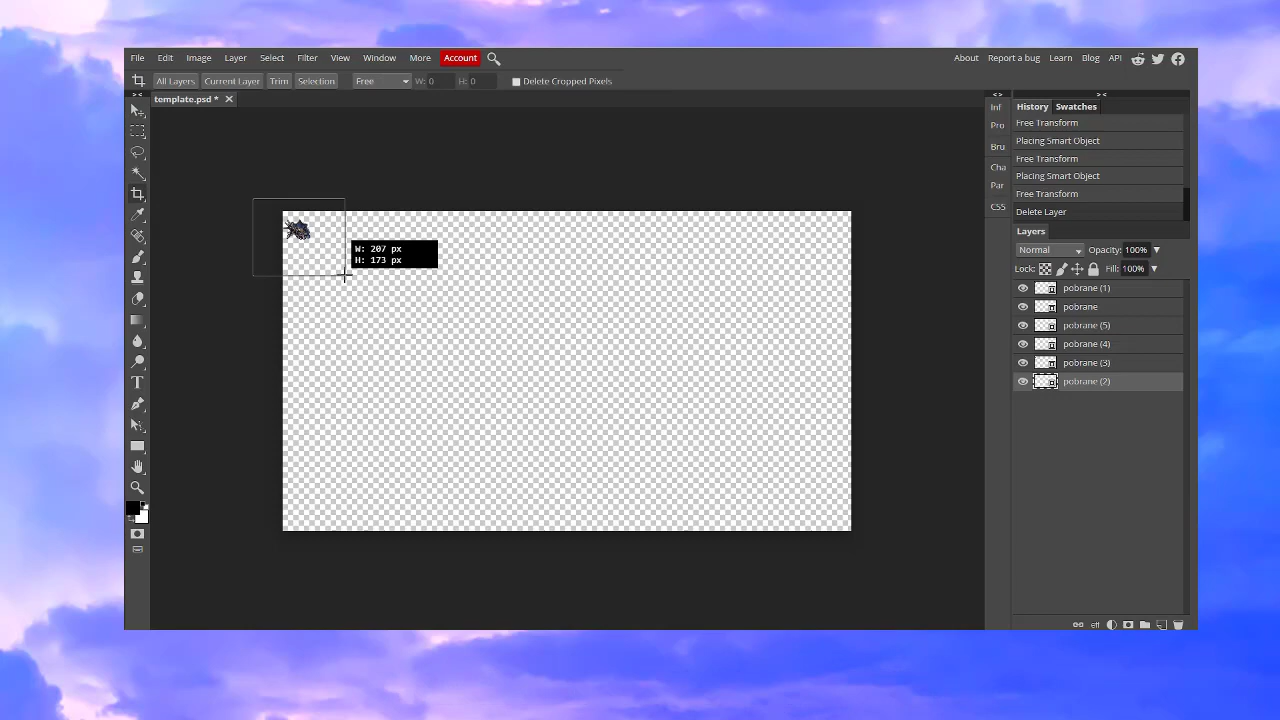 File Edit Image Layer Select Filter View Window More Account
About Report a bug Learn Blog API
All Layers Current Layer Trim Selection Free W: 0 H: 0 Delete Cropped Pixels
template.psd *
Inf
Pro
Bru
Cha
Par
CSS
History Swatches
Free Transform
Placing Smart Object
Free Transform
Placing Smart Object
Free Transform
Delete Layer
Layers
Normal Opacity: 100%
Lock: Fill: 100%
pobrane (1)
pobrane
pobrane (5)
pobrane (4)
pobrane (3)
pobrane (2)
W: 207 px
H: 173 px
eff